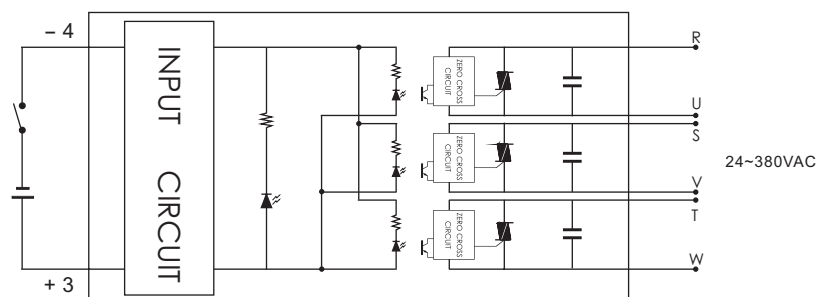 – 4
INPUT CIRCUIT
+ 3
ZERO CROSS
CIRCUIT
ZERO CROSS
CIRCUIT
ZERO CROSS
CIRCUIT
R
U
S
V
T
W
24~380VAC